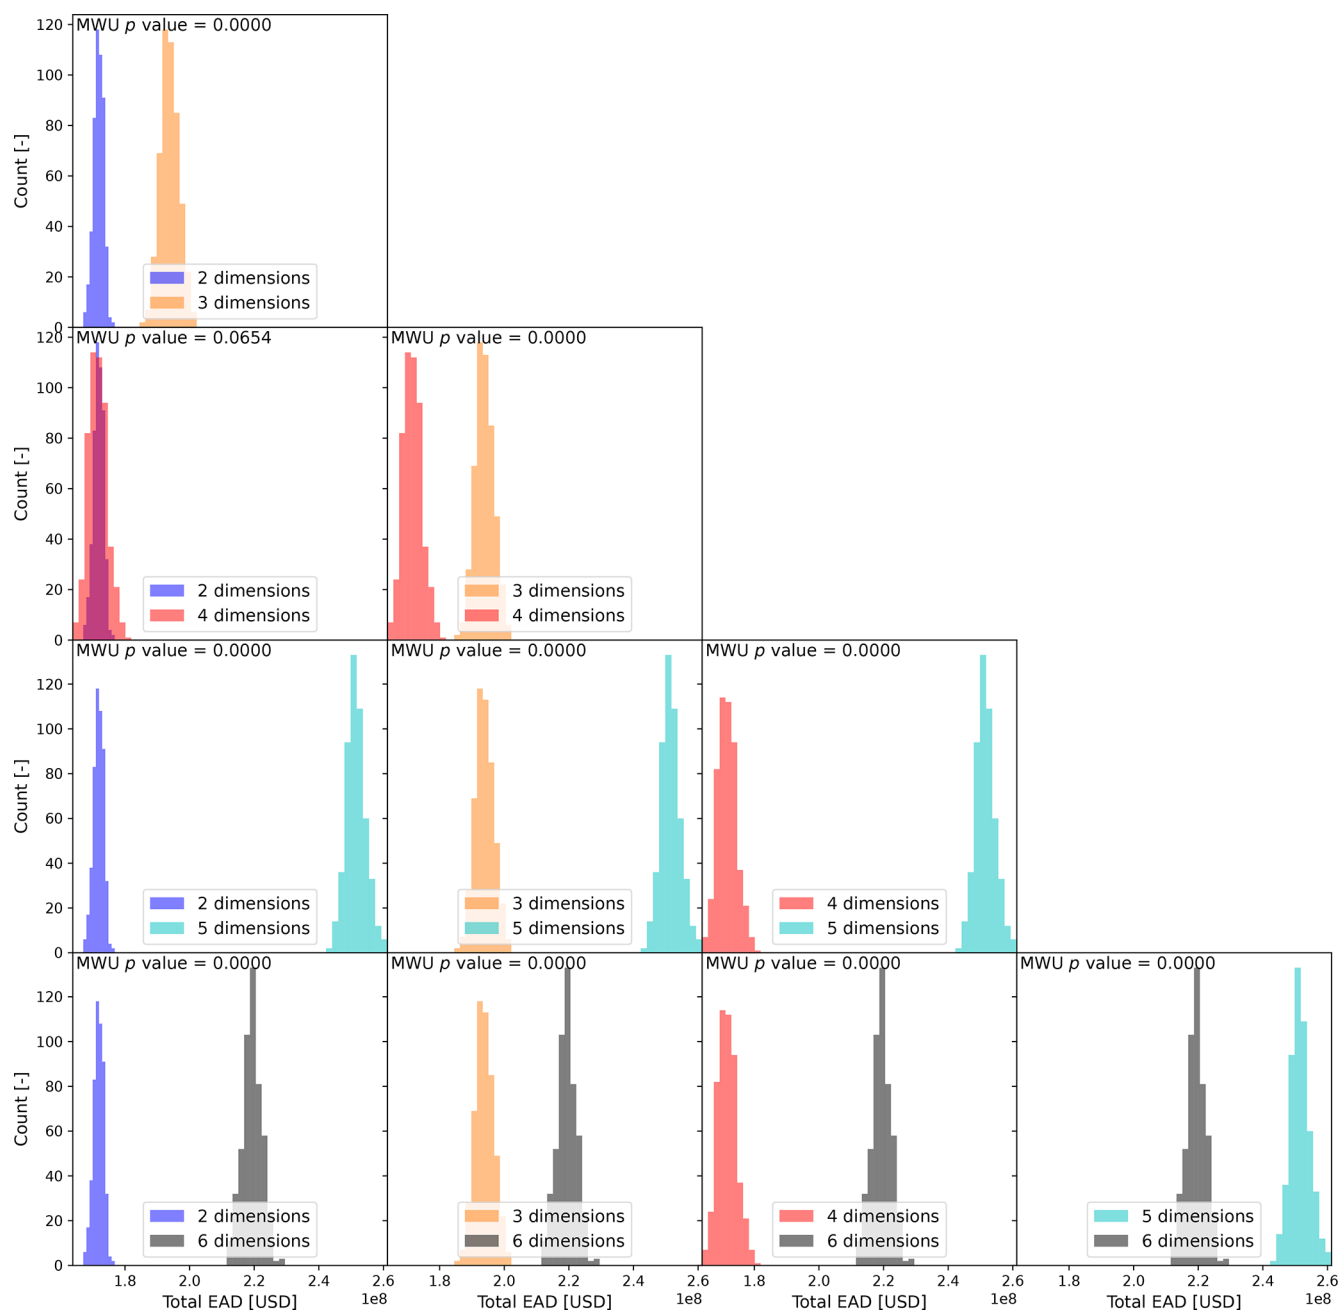 MWU p value = 0.0000
120
100
80
60
40
20
0
Count [-]
2 dimensions
3 dimensions
MWU p value = 0.0654
MWU p value = 0.0000
120
100
80
60
40
20
0
Count [-]
2 dimensions
4 dimensions
3 dimensions
4 dimensions
MWU p value = 0.0000
MWU p value = 0.0000
MWU p value = 0.0000
120
100
80
60
40
20
0
Count [-]
2 dimensions
5 dimensions
3 dimensions
5 dimensions
4 dimensions
5 dimensions
MWU p value = 0.0000
MWU p value = 0.0000
MWU p value = 0.0000
MWU p value = 0.0000
120
100
80
60
40
20
0
Count [-]
2 dimensions
6 dimensions
3 dimensions
6 dimensions
4 dimensions
6 dimensions
5 dimensions
6 dimensions
1.8 2.0 2.2 2.4 2.6
1.8 2.0 2.2 2.4 2.6
1.8 2.0 2.2 2.4 2.6
1.8 2.0 2.2 2.4 2.6
Total EAD [USD] 1e8
Total EAD [USD] 1e8
Total EAD [USD] 1e8
Total EAD [USD] 1e8